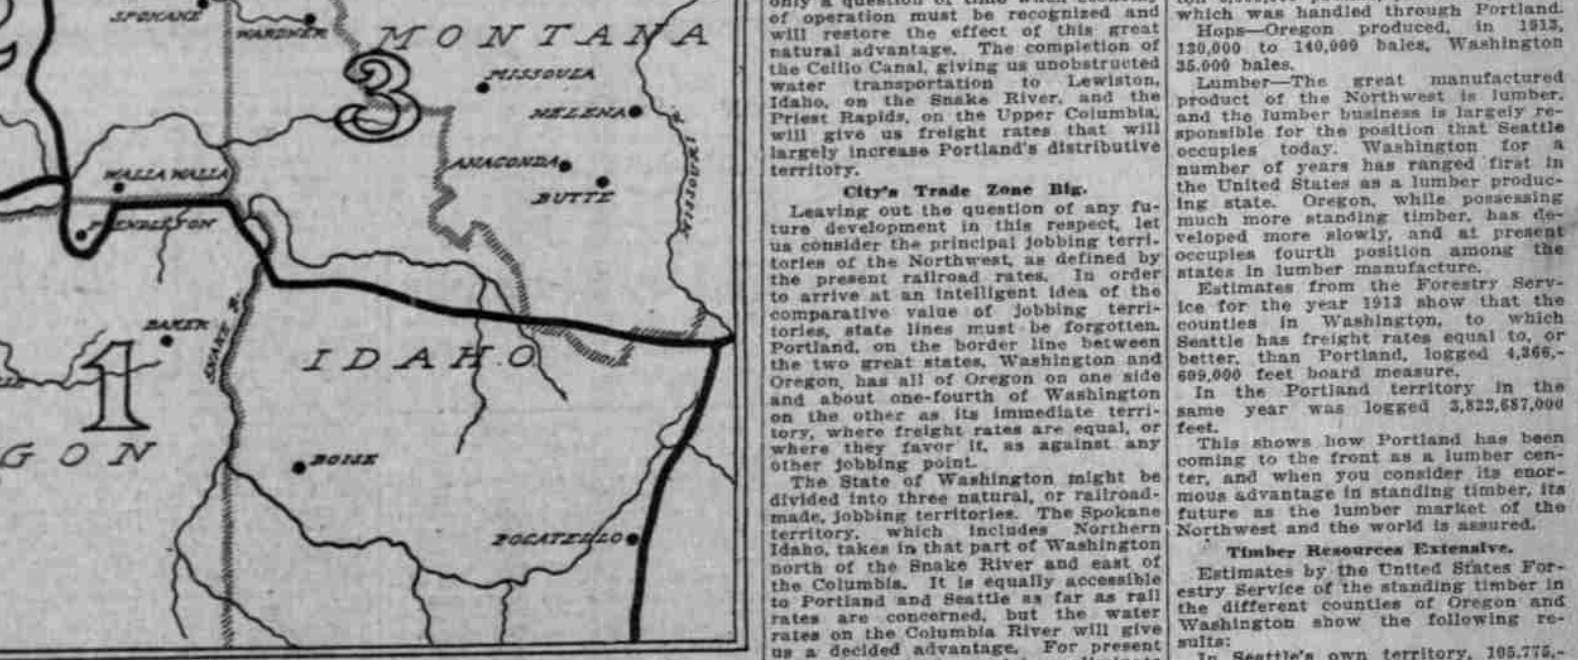 SPOKANE
WARDNER
MONTANA
3
MISSOULA
HELENA
MISSOURI R.
ANACONDA
BUTTE
WALLA WALLA
PENDLETON
BAKER
SNAKE R.
IDAHO
1
GON
BOISE
POCATELLO
only a question of time when
of operation must be recognized and
will restore the effect of this great
natural advantage. The completion of
the Celilo Canal, giving us unobstructed
water transportation to Lewiston,
Idaho, on the Snake River, and the
Priest Rapids, on the Upper Columbia,
will give us freight rates that will
largely increase Portland's distributive
territory.
City's Trade Zone Big.
Leaving out the question of any fu-
ture development in this respect, let
us consider the principal jobbing terri-
tories of the Northwest, as defined by
the present railroad rates. In order
to arrive at an intelligent idea of the
comparative value of jobbing terri-
tories, state lines must be forgotten.
Portland, on the border line between
the two great states, Washington and
Oregon, has all of Oregon on one side
and about one-fourth of Washington
on the other as its immediate terri-
tory, where freight rates are equal, or
where they favor it, as against any
other jobbing point.
The State of Washington might be
divided into three natural, or railroad-
made, jobbing territories. The Spokane
territory, which includes Northern
Idaho, takes in that part of Washington
north of the Snake River and east of
the Columbia. It is equally accessible
to Portland and Seattle as far as rail
rates are concerned, but the water
rates on the Columbia River will give
us a decided advantage. For present
which was handled through Portland.
Hops—Oregon produced, in 1913,
130,000 to 140,000 bales, Washington
35,000 bales.
Lumber—The great manufactured
product of the Northwest is lumber,
and the lumber business is largely re-
sponsible for the position that Seattle
occupies today. Washington for a
number of years has ranged first in
the United States as a lumber produc-
ing state. Oregon, while possessing
much more standing timber, has de-
veloped more slowly, and at present
occupies fourth position among the
states in lumber manufacture.
Estimates from the Forestry Serv-
ice for the year 1913 show that the
counties in Washington, to which
Seattle has freight rates equal to, or
better, than Portland, logged 4,366,-
609,000 feet board measure.
In the Portland territory in the
same year was logged 3,822,687,000
feet.
This shows how Portland has been
coming to the front as a lumber cen-
ter, and when you consider its enor-
mous advantage in standing timber, its
future as the lumber market of the
Northwest and the world is assured.
Timber Resources Extensive.
Estimates by the United States For-
estry Service of the standing timber in
the different counties of Oregon and
Washington show the following re-
sults:
In Seattle's own territory, 105,775,-